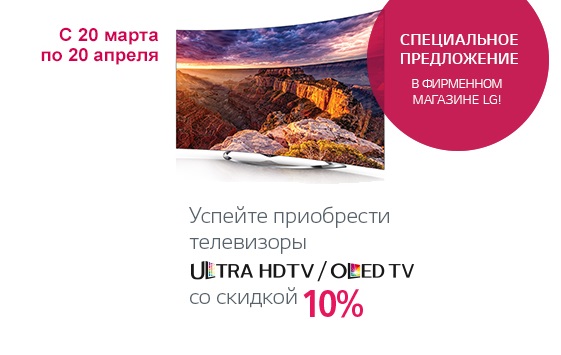 С 20 марта
по 20 апреля
СПЕЦИАЛЬНОЕ
ПРЕДЛОЖЕНИЕ
В ФИРМЕННОМ
МАГАЗИНЕ LG!
Успейте приобрести
телевизоры
ULTRA HDTV / OLED TV
со скидкой 10%